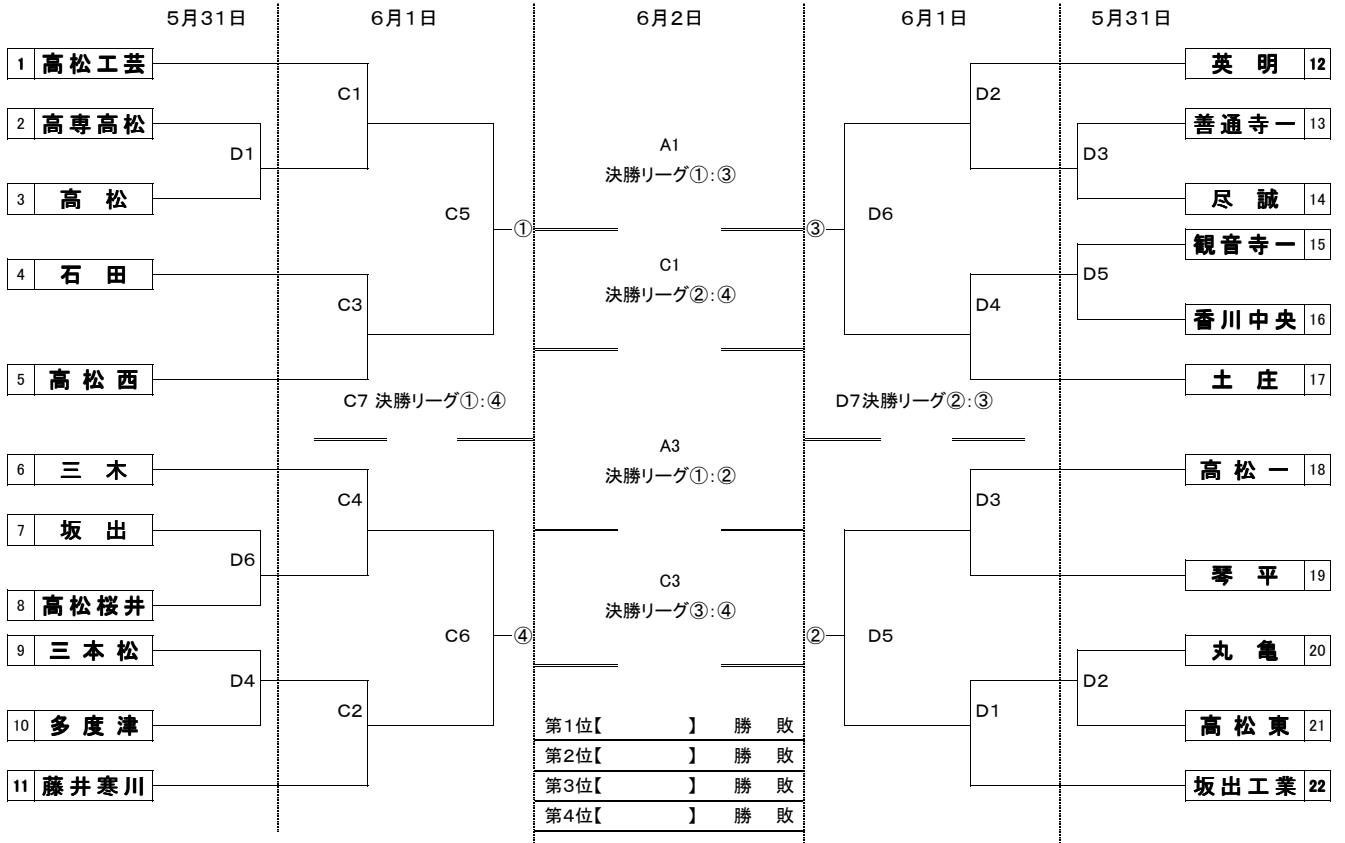 ５月３１日　６月１日　６月２日　６月１日　５月３１日
1 高松工芸
2 高専高松
3 高松
4 石田
5 高松西
6 三木
7 坂出
8 高松桜井
9 三本松
10 多度津
11 藤井寒川
D1
D6
D4
C1
C3
C4
C2
C5
C6
①
④
C7 決勝リーグ①：④
A1
決勝リーグ①：③
C1
決勝リーグ②：④
A3
決勝リーグ①：②
C3
決勝リーグ③：④
第1位【　　　】　勝　敗
第2位【　　　】　勝　敗
第3位【　　　】　勝　敗
第4位【　　　】　勝　敗
D7決勝リーグ②：③
③
②
D6
D5
D2
D4
D3
D1
D3
D5
D2
英明 12
善通寺一 13
尽誠 14
観音寺一 15
香川中央 16
土庄 17
高松一 18
琴平 19
丸亀 20
高松東 21
坂出工業 22